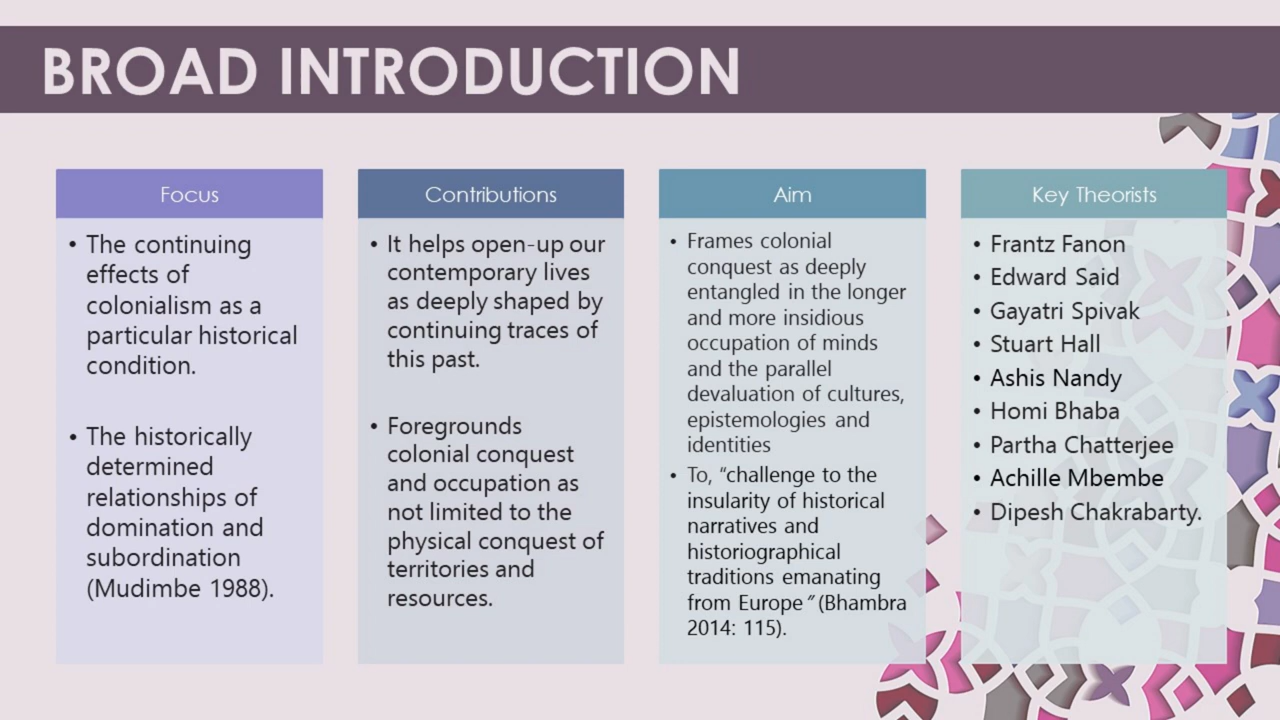 BROAD INTRODUCTION
Focus
• The continuing
effects of
colonialism as a
particular historical
condition.
• The historically
determined
relationships of
domination and
subordination
(Mudimbe 1988).
Contributions
• It helps open-up our
contemporary lives
as deeply shaped by
continuing traces of
this past.
• Foregrounds
colonial conquest
and occupation as
not limited to the
physical conquest of
territories and
resources.
Aim
• Frames colonial
conquest as deeply
entangled in the longer
and more insidious
occupation of minds
and the parallel
devaluation of cultures,
epistemologies and
identities
• To, “challenge to the
insularity of historical
narratives and
historiographical
traditions emanating
from Europe” (Bhambra
2014: 115).
Key Theorists
• Frantz Fanon
• Edward Said
• Gayatri Spivak
• Stuart Hall
• Ashis Nandy
• Homi Bhaba
• Partha Chatterjee
• Achille Mbembe
• Dipesh Chakrabarty.